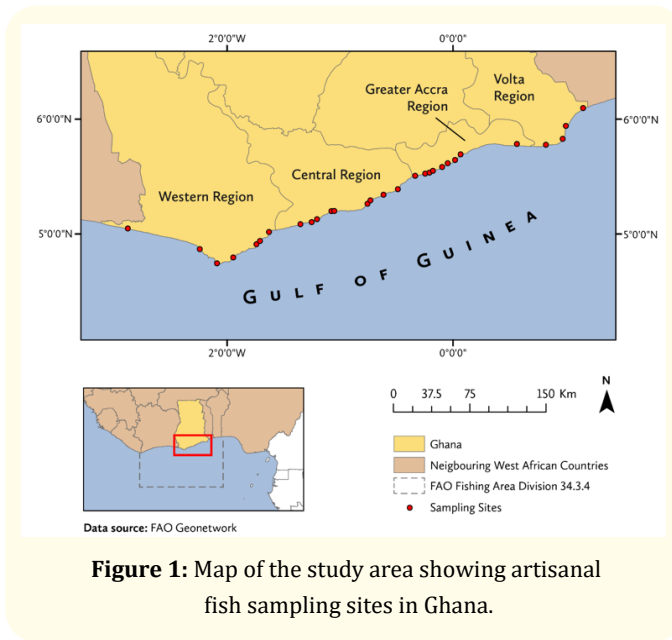 2°0'0"W 0°0'0"
Volta
Region
Greater Accra
Region
6°0'0"N 6°0'0"N
Central Region
Western Region
5°0'0"N 5°0'0"N
GULF OF GUINEA
2°0'0"W 0°0'0"
N
0 37.5 75 150 Km
Ghana
Neigbouring West African Countries
FAO Fishing Area Division 34.3.4
Sampling Sites
Data source: FAO Geonetwork
Figure 1: Map of the study area showing artisanal
fish sampling sites in Ghana.